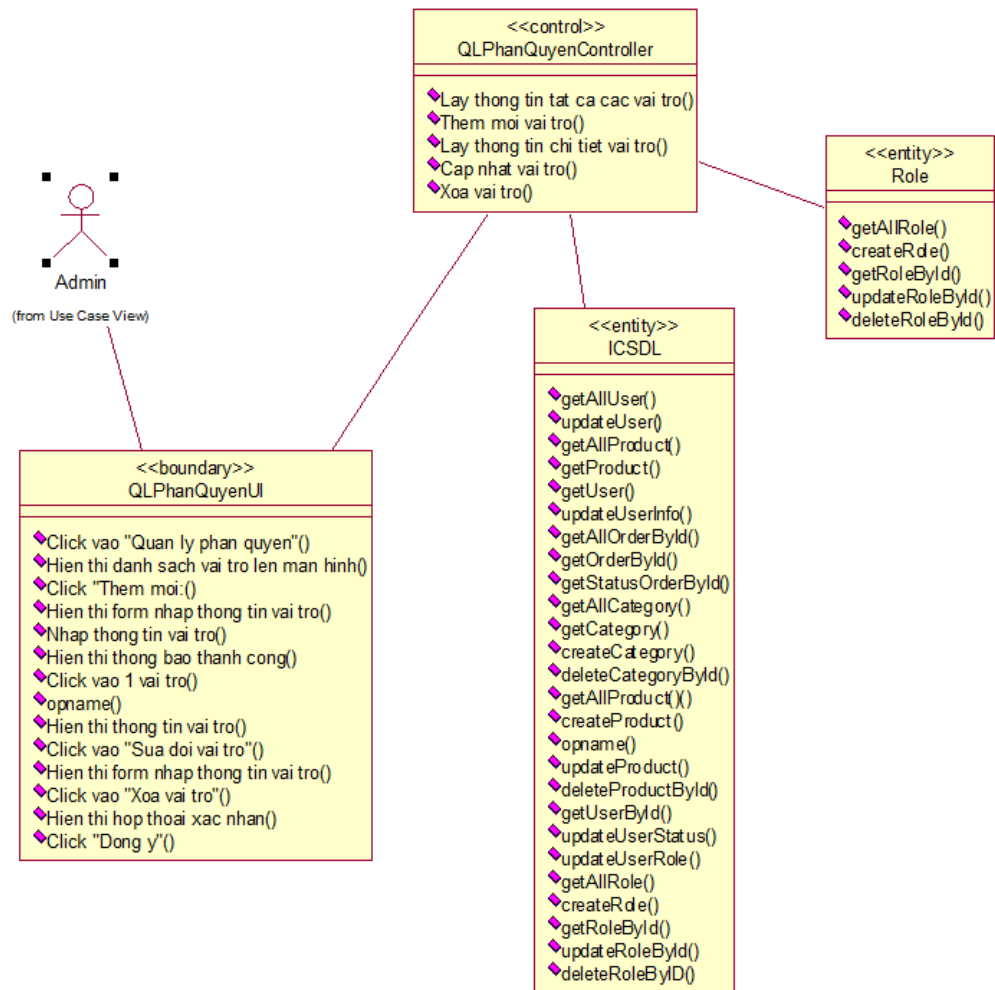 <<control>>
QLPhanQuyenController
Lay thong tin tat ca cac vai tro()
Them moi vai tro()
Lay thong tin chi tiet vai tro()
Cap nhat vai tro()
Xoa vai tro()
<<entity>>
Role
getAllRole()
createRole()
getRoleById()
updateRoleById()
deleteRoleById()
Admin
(from Use Case View)
<<boundary>>
QLPhanQuyenUI
Click vao "Quan ly phan quyen"()
Hien thi danh sach vai tro len man hinh()
Click "Them moi:()
Hien thi form nhap thong tin vai tro()
Nhap thong tin vai tro()
Hien thi thong bao thanh cong()
Click vao 1 vai tro()
opname()
Hien thi thong tin vai tro()
Click vao "Sua doi vai tro"()
Hien thi form nhap thong tin vai tro()
Click vao "Xoa vai tro"()
Hien thi hop thoai xac nhan()
Click "Dong y"()
<<entity>>
ICSDL
getAllUser()
updateUser()
getAllProduct()
getProduct()
getUser()
updateUserInfo()
getAllOrderById()
getOrderById()
getStatusOrderById()
getAllCategory()
getCategory()
createCategory()
deleteCategoryById()
getAllProduct()()
createProduct()
opname()
updateProduct()
deleteProductById()
getUserById()
updateUserStatus()
updateUserRole()
getAllRole()
createRole()
getRoleById()
updateRoleById()
deleteRoleByID()